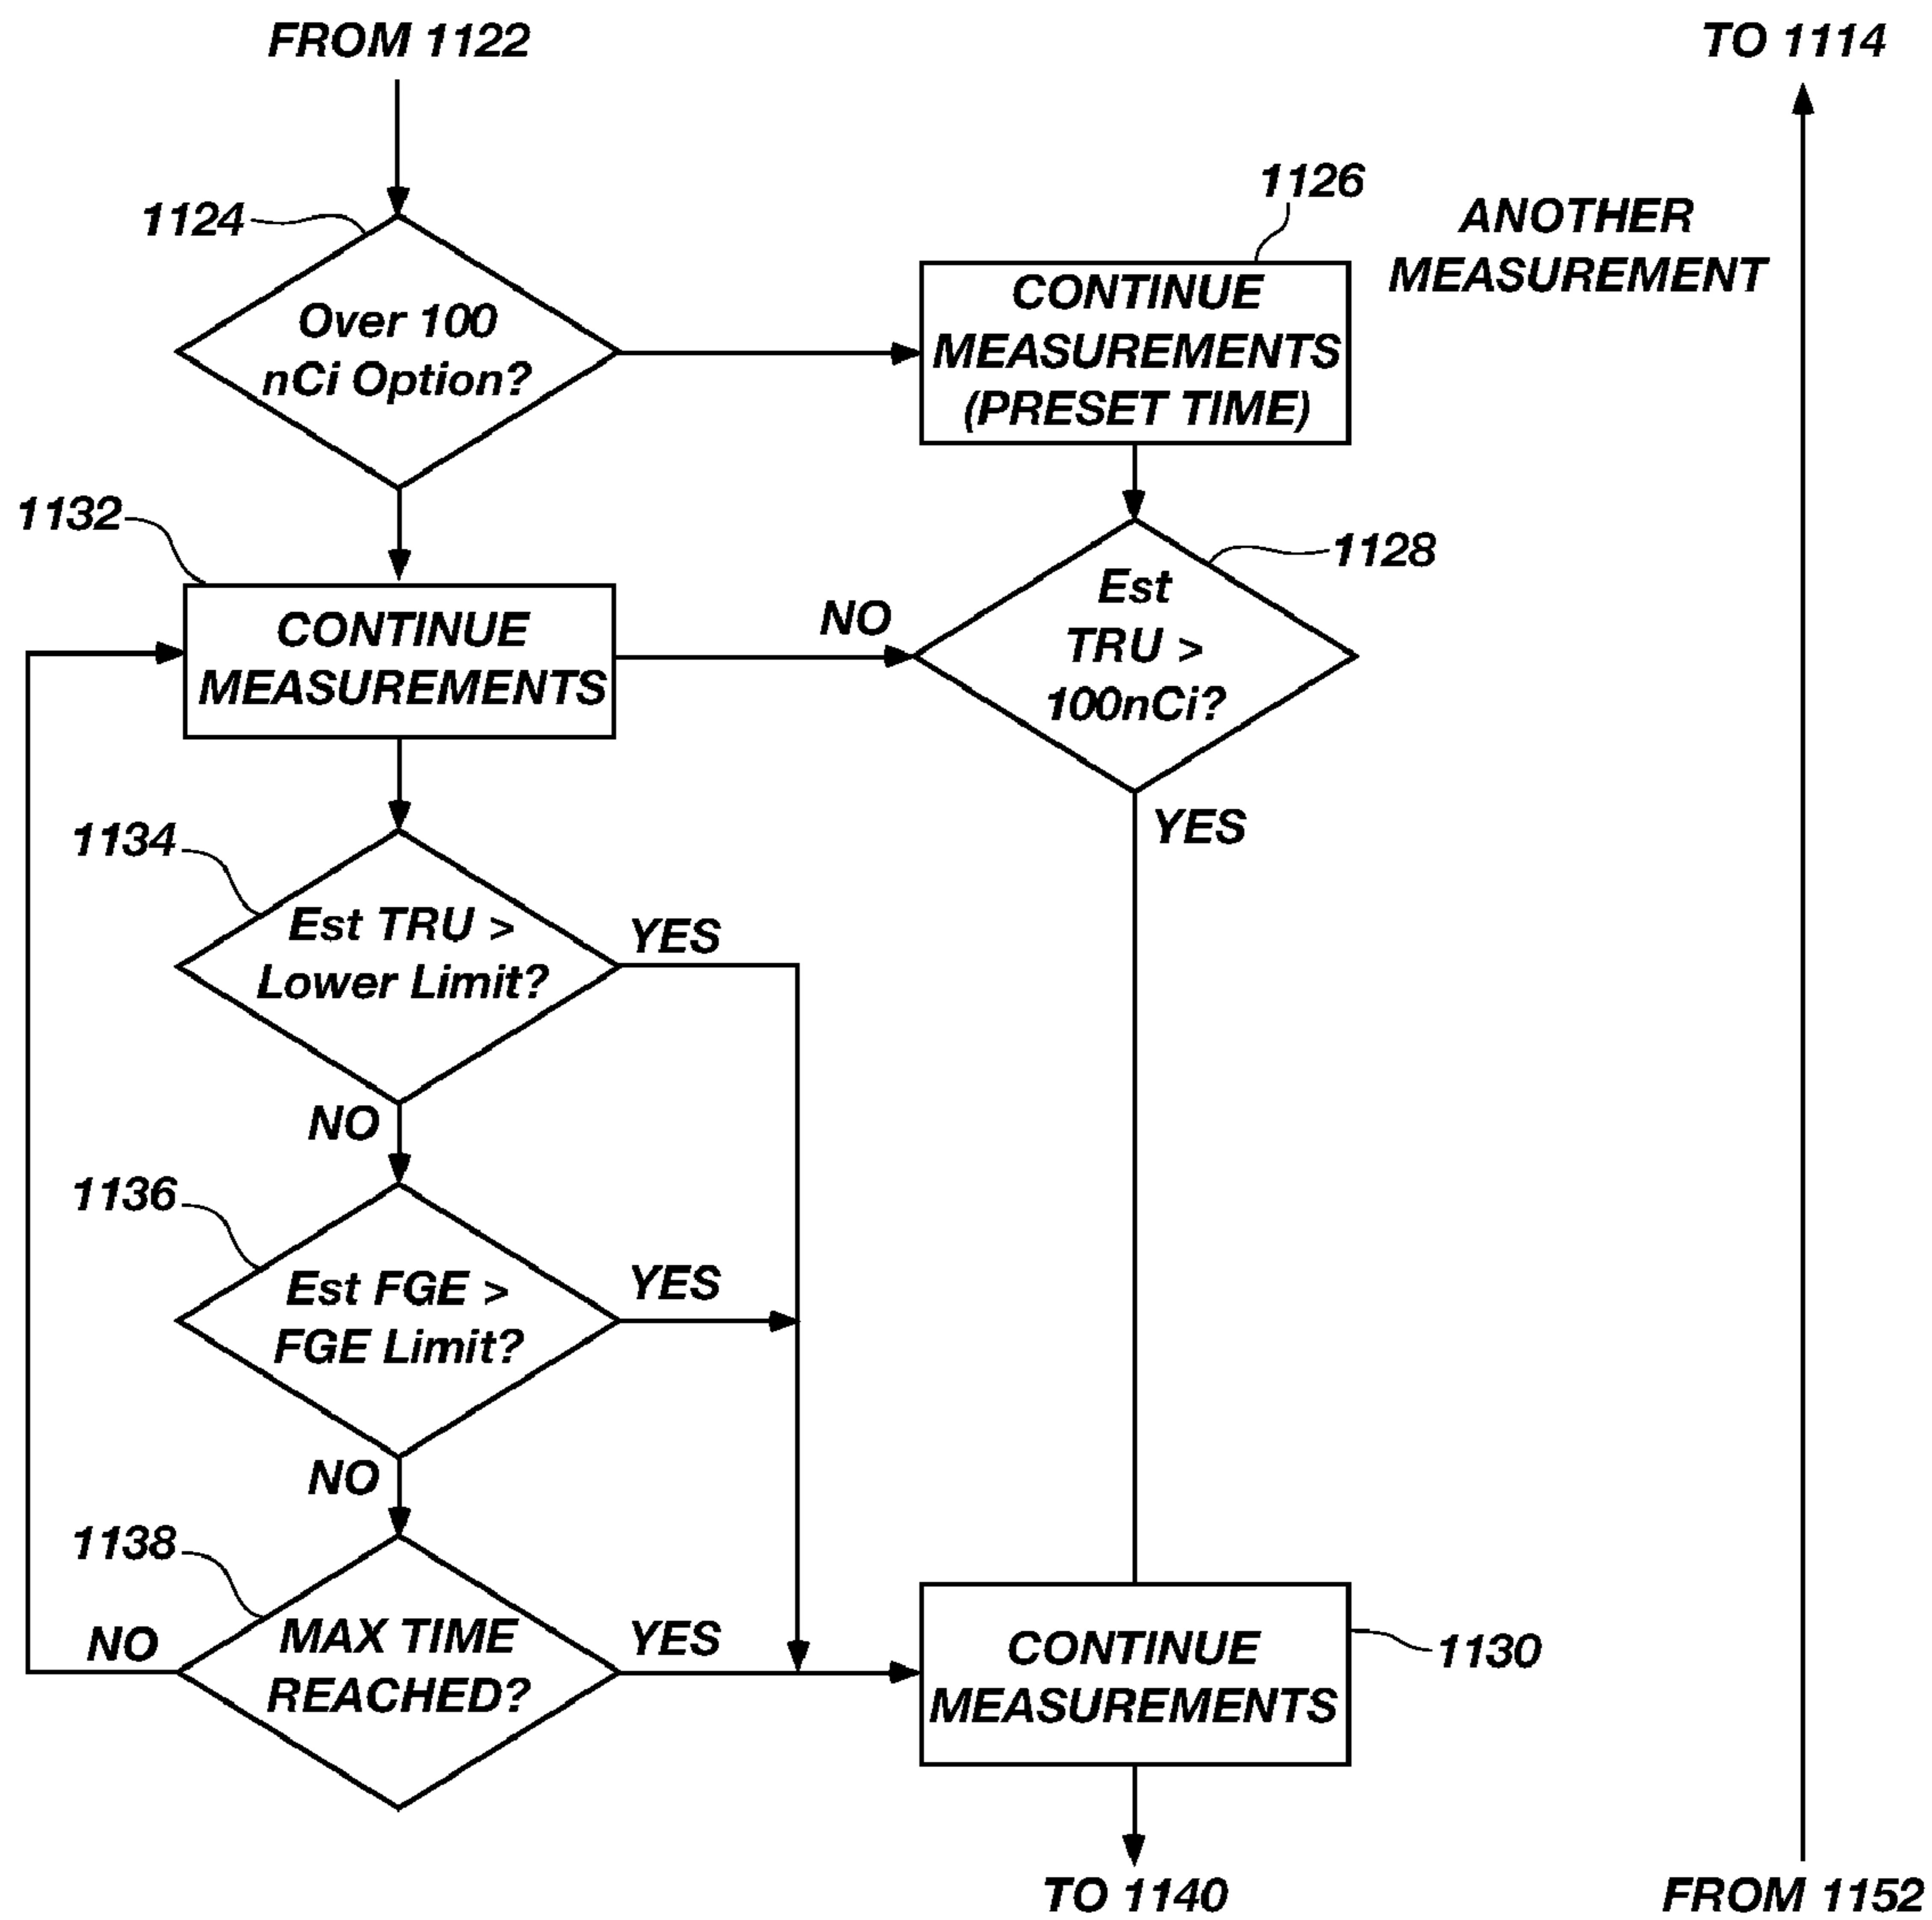 FROM 1122
TO 1114
1124
Over 100
nCi Option?
1126
CONTINUE
MEASUREMENTS
(PRESET TIME)
ANOTHER
MEASUREMENT
1132
CONTINUE
MEASUREMENTS
NO
1128
Est
TRU >
100nCi?
YES
1134
Est TRU >
Lower Limit?
YES
NO
1136
Est FGE >
FGE Limit?
YES
NO
1138
MAX TIME
REACHED?
NO
YES
CONTINUE
MEASUREMENTS
1130
TO 1140
FROM 1152